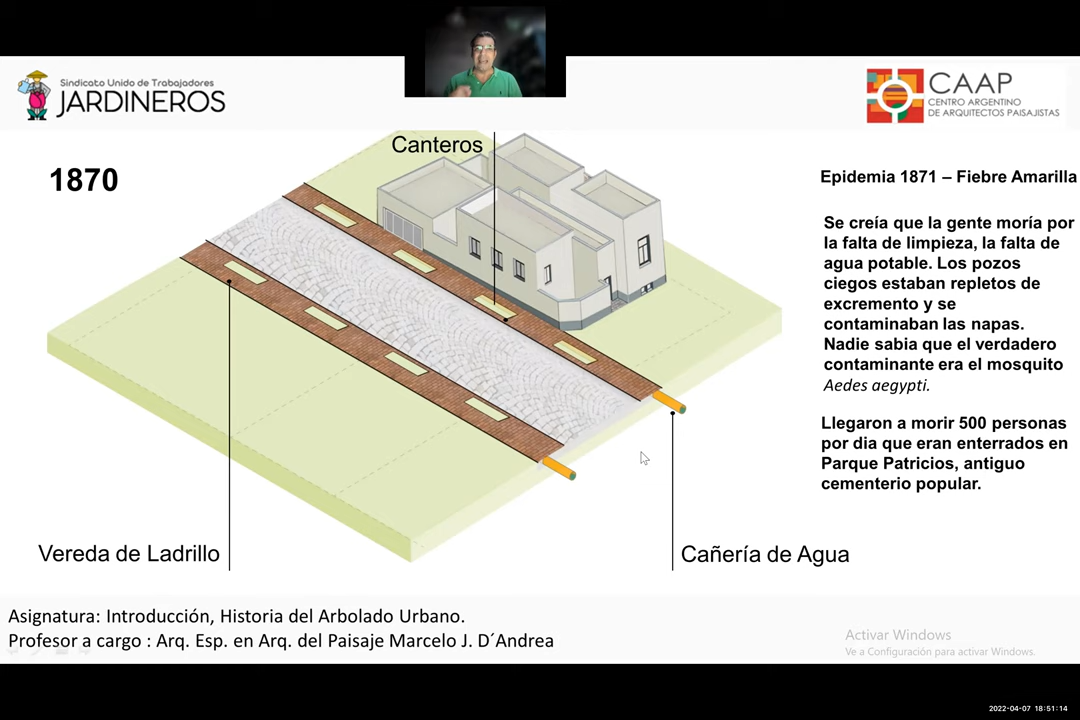 Sindicato Unido de Trabajadores
JARDINEROS
CAAP
CENTRO ARGENTINO
DE ARQUITECTOS PAISAJISTAS
1870
Canteros
Epidemia 1871 – Fiebre Amarilla
Se creía que la gente moría por
la falta de limpieza, la falta de
agua potable. Los pozos
ciegos estaban repletos de
excremento y se
contaminaban las napas.
Nadie sabia que el verdadero
contaminante era el mosquito
Aedes aegypti.
Llegaron a morir 500 personas
por dia que eran enterrados en
Parque Patricios, antiguo
cementerio popular.
Vereda de Ladrillo
Cañería de Agua
Asignatura: Introducción, Historia del Arbolado Urbano.
Profesor a cargo : Arq. Esp. en Arq. del Paisaje Marcelo J. D´Andrea
Activar Windows
Ve a Configuración para activar Windows.
2022-04-07 18:51:14